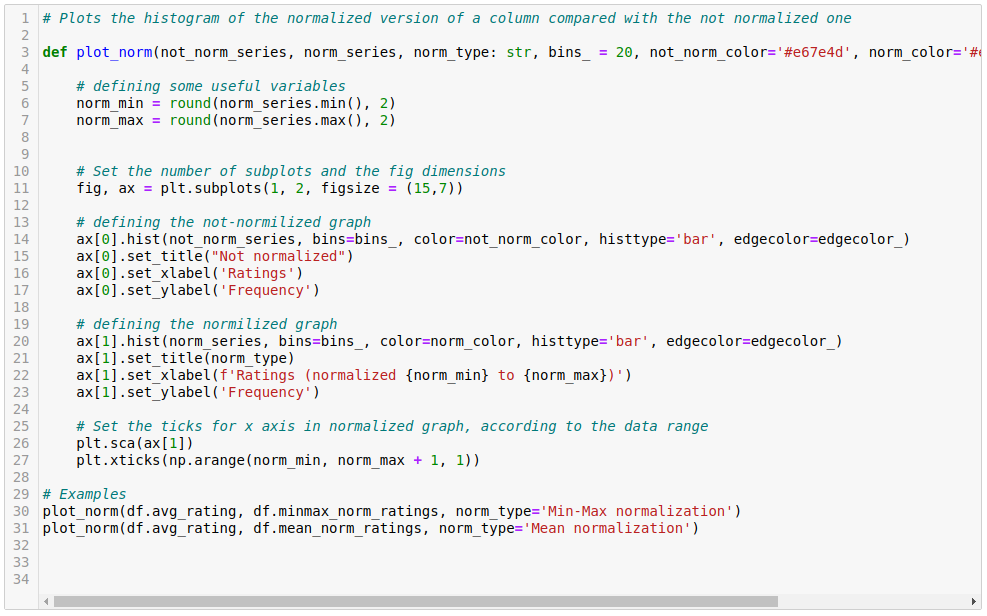 1 # Plots the histogram of the normalized version of a column compared with the not normalized one
2
3 def plot_norm(not_norm_series, norm_series, norm_type: str, bins_ = 20, not_norm_color='#e67e4d', norm_color='#e
4
5     # defining some useful variables
6     norm_min = round(norm_series.min(), 2)
7     norm_max = round(norm_series.max(), 2)
8
9
10     # Set the number of subplots and the fig dimensions
11     fig, ax = plt.subplots(1, 2, figsize = (15,7))
12
13     # defining the not-normilized graph
14     ax[0].hist(not_norm_series, bins=bins_, color=not_norm_color, histtype='bar', edgecolor=edgecolor_)
15     ax[0].set_title("Not normalized")
16     ax[0].set_xlabel('Ratings')
17     ax[0].set_ylabel('Frequency')
18
19     # defining the normilized graph
20     ax[1].hist(norm_series, bins=bins_, color=norm_color, histtype='bar', edgecolor=edgecolor_)
21     ax[1].set_title(norm_type)
22     ax[1].set_xlabel(f'Ratings (normalized {norm_min} to {norm_max})')
23     ax[1].set_ylabel('Frequency')
24
25     # Set the ticks for x axis in normalized graph, according to the data range
26     plt.sca(ax[1])
27     plt.xticks(np.arange(norm_min, norm_max + 1, 1))
28
29 # Examples
30 plot_norm(df.avg_rating, df.minmax_norm_ratings, norm_type='Min-Max normalization')
31 plot_norm(df.avg_rating, df.mean_norm_ratings, norm_type='Mean normalization')
32
33
34